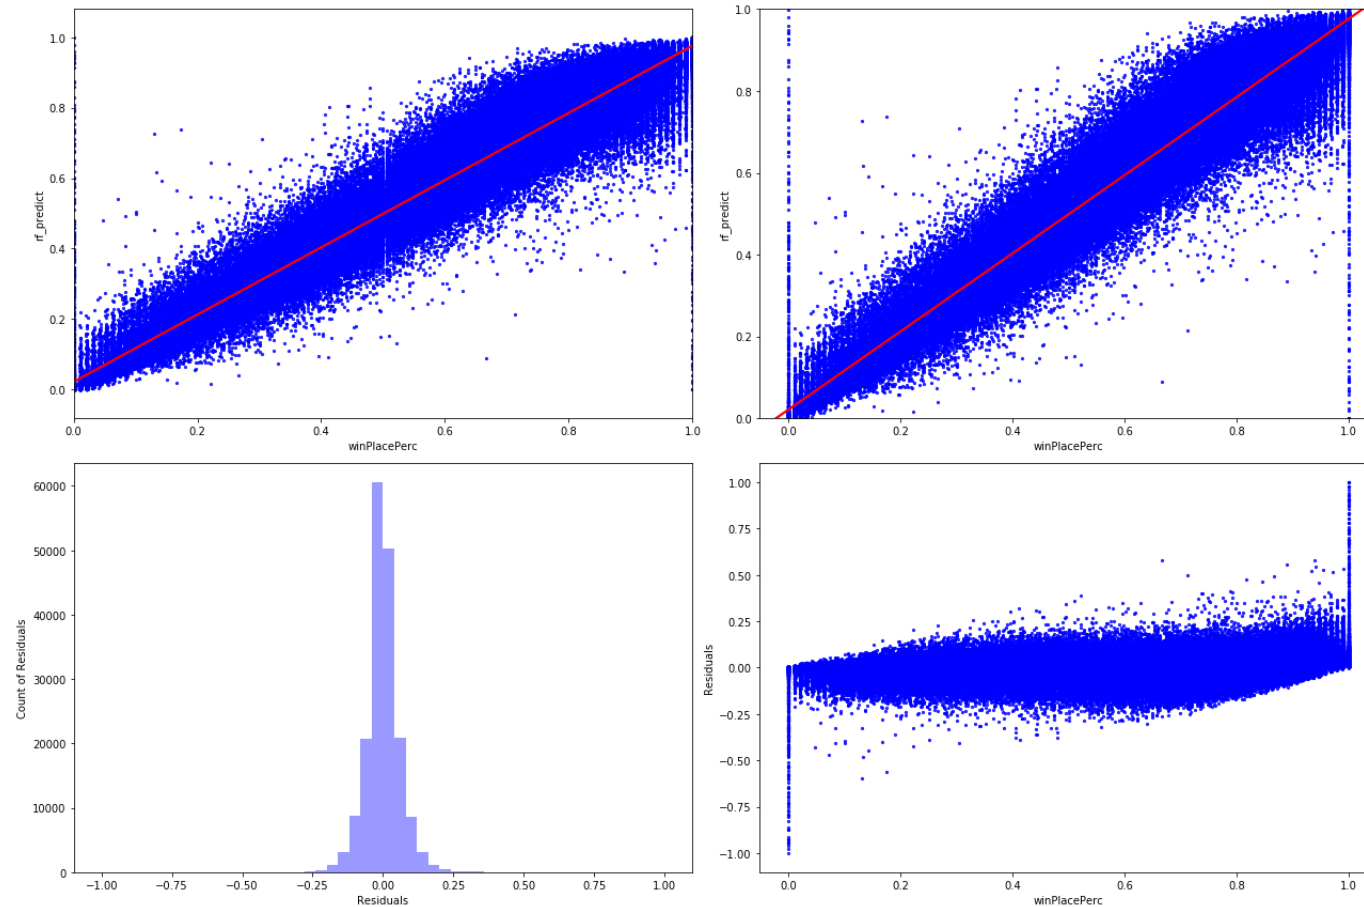 1.0
0.8
0.6
0.4
0.2
0.0
rf_predict
0.0 0.2 0.4 0.6 0.8 1.0
winPlacePerc
1.0
0.8
0.6
0.4
0.2
0.0
rf_predict
0.0 0.2 0.4 0.6 0.8 1.0
winPlacePerc
60000
50000
40000
30000
20000
10000
0
Count of Residuals
−1.00 −0.75 −0.50 −0.25 0.00 0.25 0.50 0.75 1.00
Residuals
1.00
0.75
0.50
0.25
0.00
−0.25
−0.50
−0.75
−1.00
Residuals
0.0 0.2 0.4 0.6 0.8 1.0
winPlacePerc